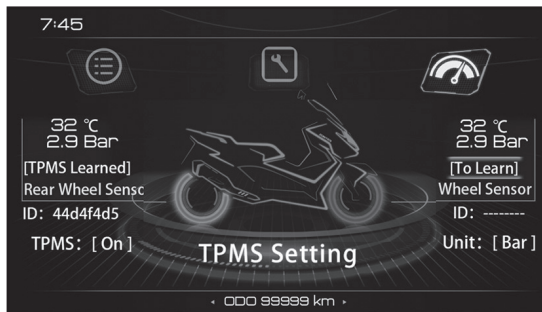 7:45
32 ℃
2.9 Bar
[TPMS Learned]
Rear Wheel Sensc
ID: 44d4f4d5
TPMS: [ On ]
32 ℃
2.9 Bar
[To Learn]
Wheel Sensor
ID: --------
Unit: [ Bar ]
TPMS Setting
ODO 99999 km